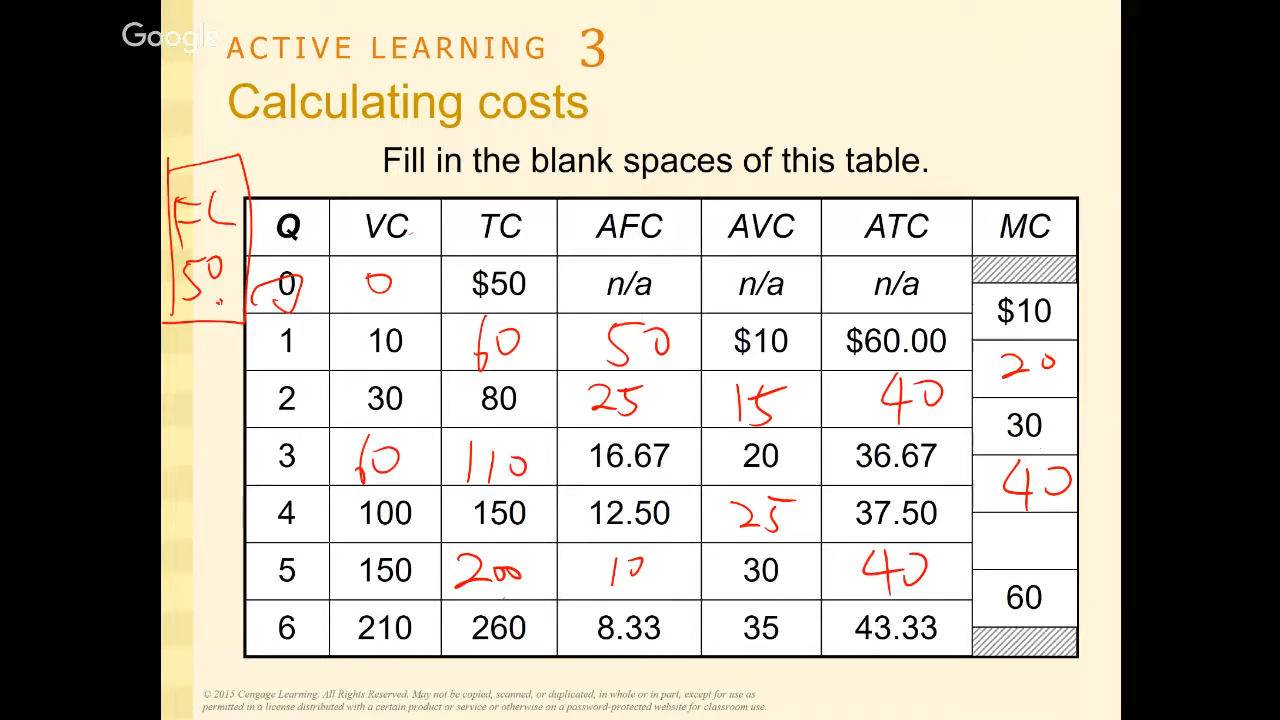 Google
ACTIVE LEARNING 3
Calculating costs
Fill in the blank spaces of this table.
FC
50
Q VC TC AFC AVC ATC MC
0 0 $50 n/a n/a n/a
$10
1 10 60 50 $10 $60.00
20
2 30 80 25 15 40
30
3 60 110 16.67 20 36.67
40
4 100 150 12.50 25 37.50
5 150 200 10 30 40
60
6 210 260 8.33 35 43.33
© 2015 Cengage Learning. All Rights Reserved. May not be copied, scanned, or duplicated, in whole or in part, except for use as
permitted in a license distributed with a certain product or service or otherwise on a password-protected website for classroom use.